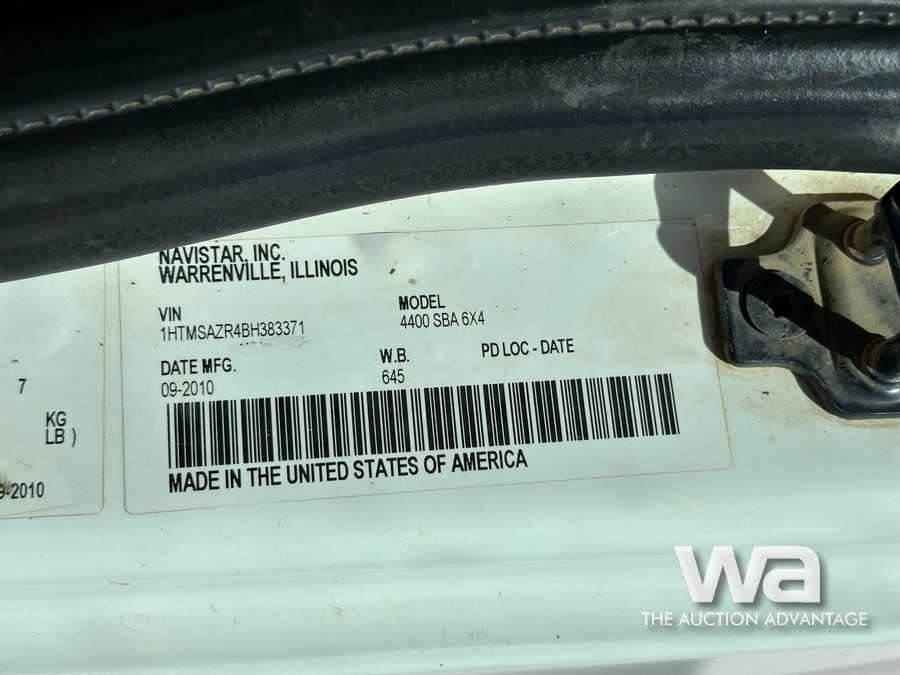 NAVISTAR, INC.
WARRENVILLE, ILLINOIS
VIN
1HTMSAZR4BH383371
MODEL
4400 SBA 6X4
DATE MFG.
09-2010
W.B.
645
PD LOC - DATE
MADE IN THE UNITED STATES OF AMERICA
7
KG
LB )
9-2010
wa
THE AUCTION ADVANTAGE